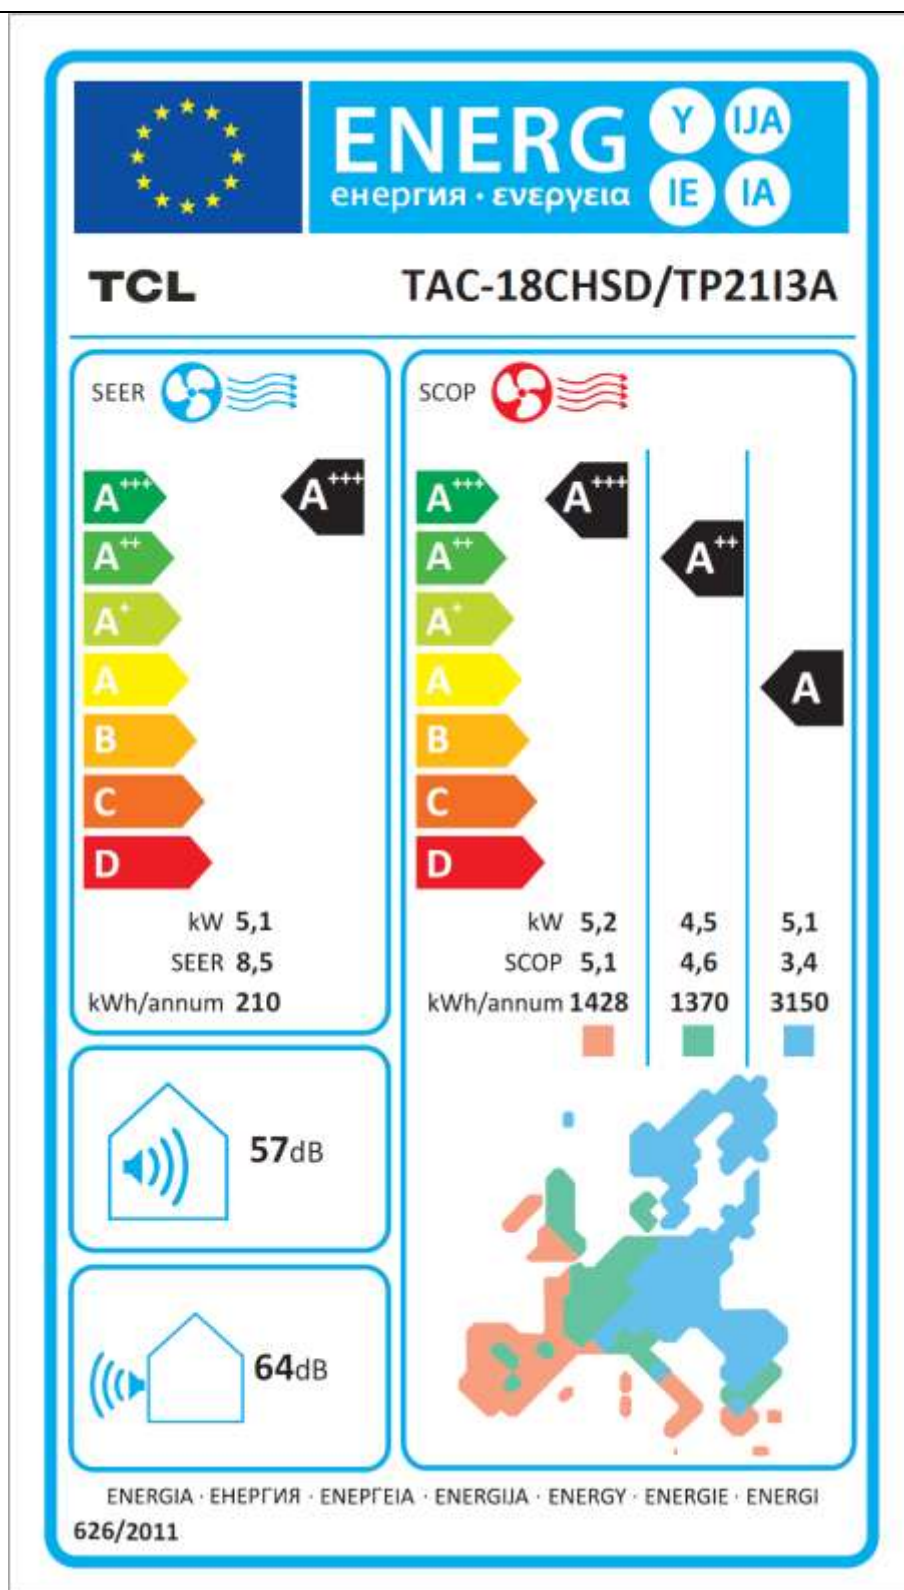 ENERG Y IJA
енергия · ενεργεια IE IA
TCL TAC-18CHSD/TP21I3A
SEER
A+++ A+++
A++
A+
A
B
C
D
kW 5,1
SEER 8,5
kWh/annum 210
SCOP
A+++ A+++
A++ A++
A+
A A
B
C
D
kW 5,2 4,5 5,1
SCOP 5,1 4,6 3,4
kWh/annum 1428 1370 3150
57dB
64dB
ENERGIA · ЕНЕРГИЯ · ΕΝΕΡΓΕΙΑ · ENERGIJA · ENERGY · ENERGIE · ENERGI
626/2011